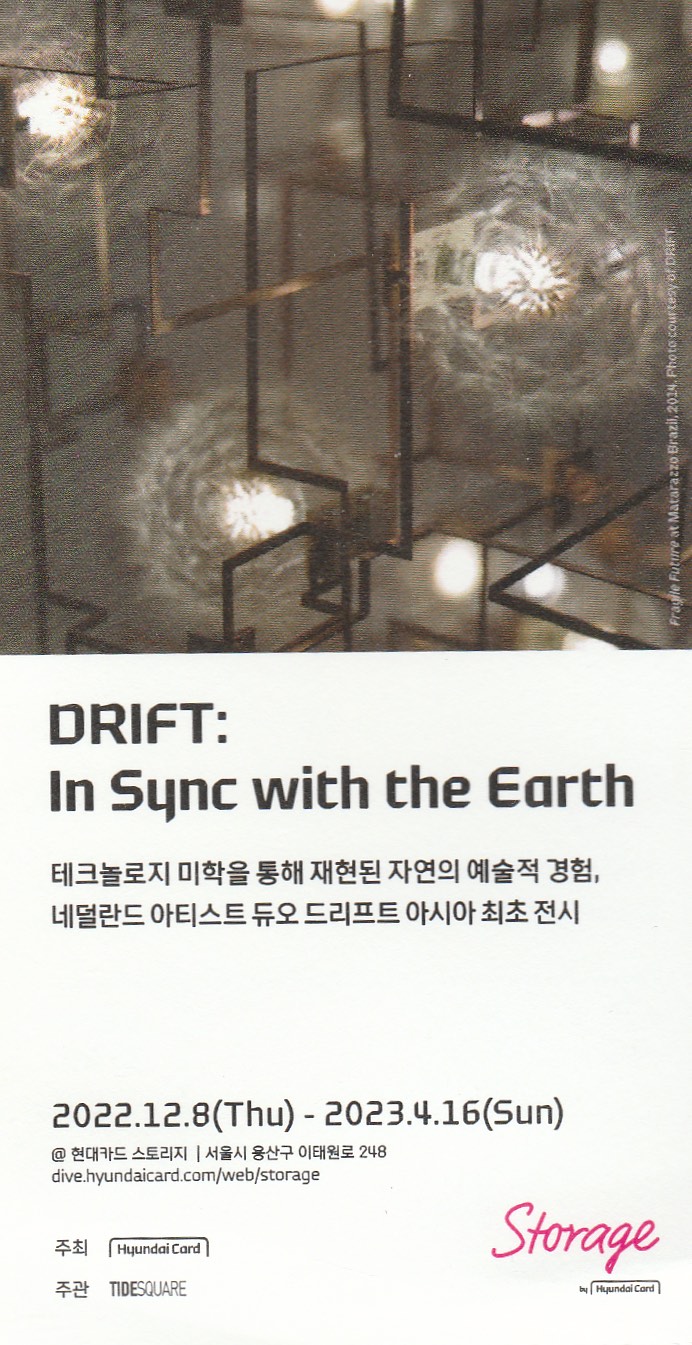 Fragile Future at Matarazzo Brazil, 2014, Photo courtesy of DRIFT
DRIFT:
In Sync with the Earth
테크놀로지 미학을 통해 재현된 자연의 예술적 경험,
네덜란드 아티스트 듀오 드리프트 아시아 최초 전시
2022.12.8(Thu) - 2023.4.16(Sun)
@ 현대카드 스토리지 | 서울시 용산구 이태원로 248
dive.hyundaicard.com/web/storage
주최 Hyundai Card
주관 TIDESQUARE
Storage
by Hyundai Card